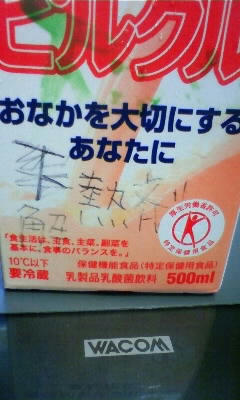 ピルクル
おなかを大切にする
あなたに
「食生活は、主食、主菜、副菜を
基本に、食事のバランスを。」
厚生労働省許可
特定保健用食品
10℃以下
要冷蔵
保健機能食品(特定保健用食品)
乳製品乳酸菌飲料 500ml
WACOM